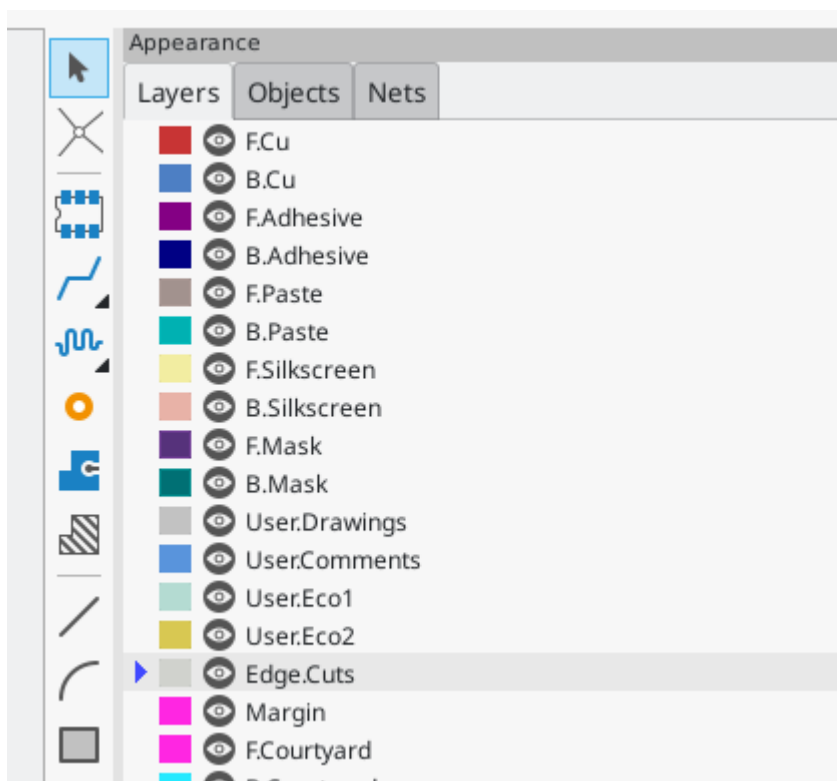 Appearance
Layers Objects Nets
F.Cu
B.Cu
F.Adhesive
B.Adhesive
F.Paste
B.Paste
F.Silkscreen
B.Silkscreen
F.Mask
B.Mask
User.Drawings
User.Comments
User.Eco1
User.Eco2
Edge.Cuts
Margin
F.Courtyard